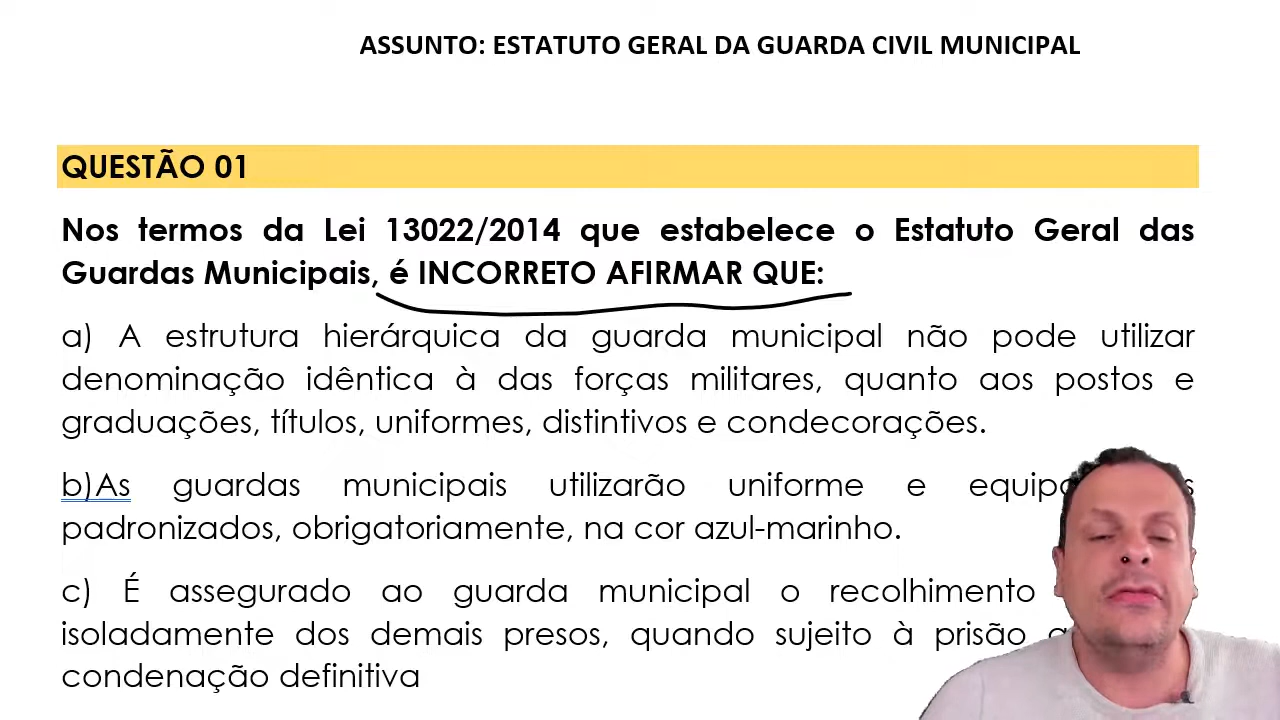 ASSUNTO: ESTATUTO GERAL DA GUARDA CIVIL MUNICIPAL
QUESTÃO 01
Nos termos da Lei 13022/2014 que estabelece o Estatuto Geral das
Guardas Municipais, é INCORRETO AFIRMAR QUE:
a) A estrutura hierárquica da guarda municipal não pode utilizar
denominação idêntica à das forças militares, quanto aos postos e
graduações, títulos, uniformes, distintivos e condecorações.
b)As guardas municipais utilizarão uniforme e
padronizados, obrigatoriamente, na cor azul-marinho.
c) É assegurado ao guarda municipal o recolhimento
isoladamente dos demais presos, quando sujeito à prisão
condenação definitiva